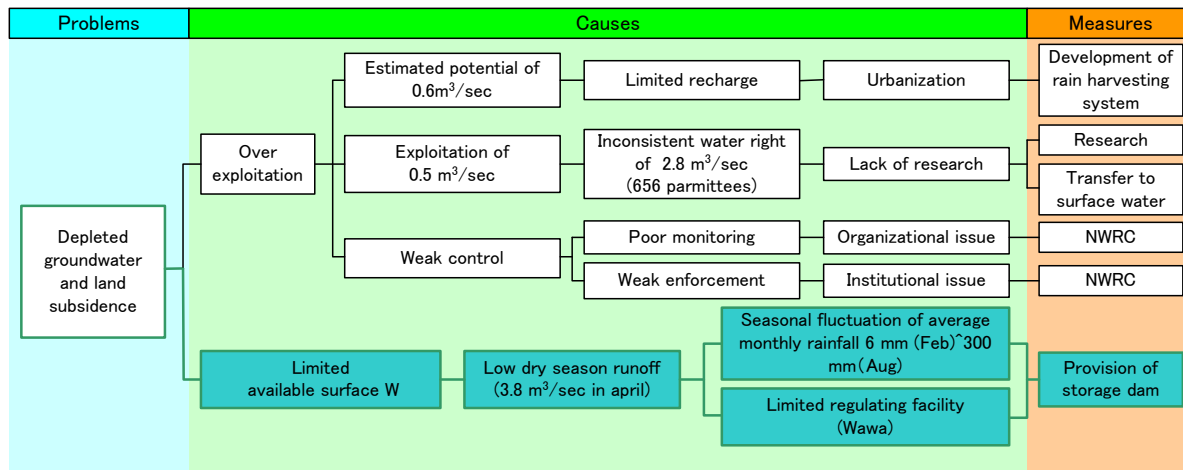 Problems
Causes
Measures
Estimated potential of
0.6m³/sec
Limited recharge
Urbanization
Development of
rain harvesting
system
Over
exploitation
Exploitation of
0.5 m³/sec
Inconsistent water right
of 2.8 m³/sec
(656 parmittees)
Lack of research
Research
Transfer to
surface water
Depleted
groundwater
and land
subsidence
Weak control
Poor monitoring
Organizational issue
NWRC
Weak enforcement
Institutional issue
NWRC
Limited
available surface W
Low dry season runoff
(3.8 m³/sec in april)
Seasonal fluctuation of average
monthly rainfall 6 mm (Feb)^300
mm(Aug)
Limited regulating facility
(Wawa)
Provision of
storage dam